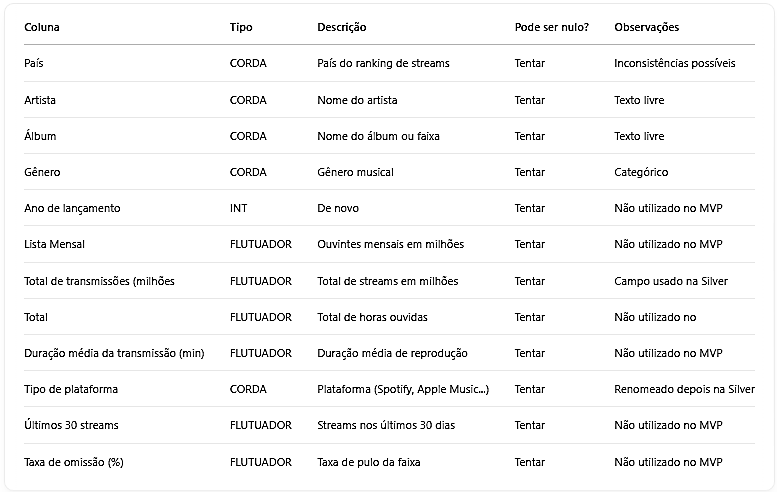 Coluna Tipo Descrição Pode ser nulo? Observações
País CORDA País do ranking de streams Tentar Inconsistências possíveis
Artista CORDA Nome do artista Tentar Texto livre
Álbum CORDA Nome do álbum ou faixa Tentar Texto livre
Gênero CORDA Gênero musical Tentar Categórico
Ano de lançamento INT De novo Tentar Não utilizado no MVP
Lista Mensal FLUTUADOR Ouvintes mensais em milhões Tentar Não utilizado no MVP
Total de transmissões (milhões FLUTUADOR Total de streams em milhões Tentar Campo usado na Silver
Total FLUTUADOR Total de horas ouvidas Tentar Não utilizado no
Duração média da transmissão (min) FLUTUADOR Duração média de reprodução Tentar Não utilizado no MVP
Tipo de plataforma CORDA Plataforma (Spotify, Apple Music...) Tentar Renomeado depois na Silver
Últimos 30 streams FLUTUADOR Streams nos últimos 30 dias Tentar Não utilizado no MVP
Taxa de omissão (%) FLUTUADOR Taxa de pulo da faixa Tentar Não utilizado no MVP